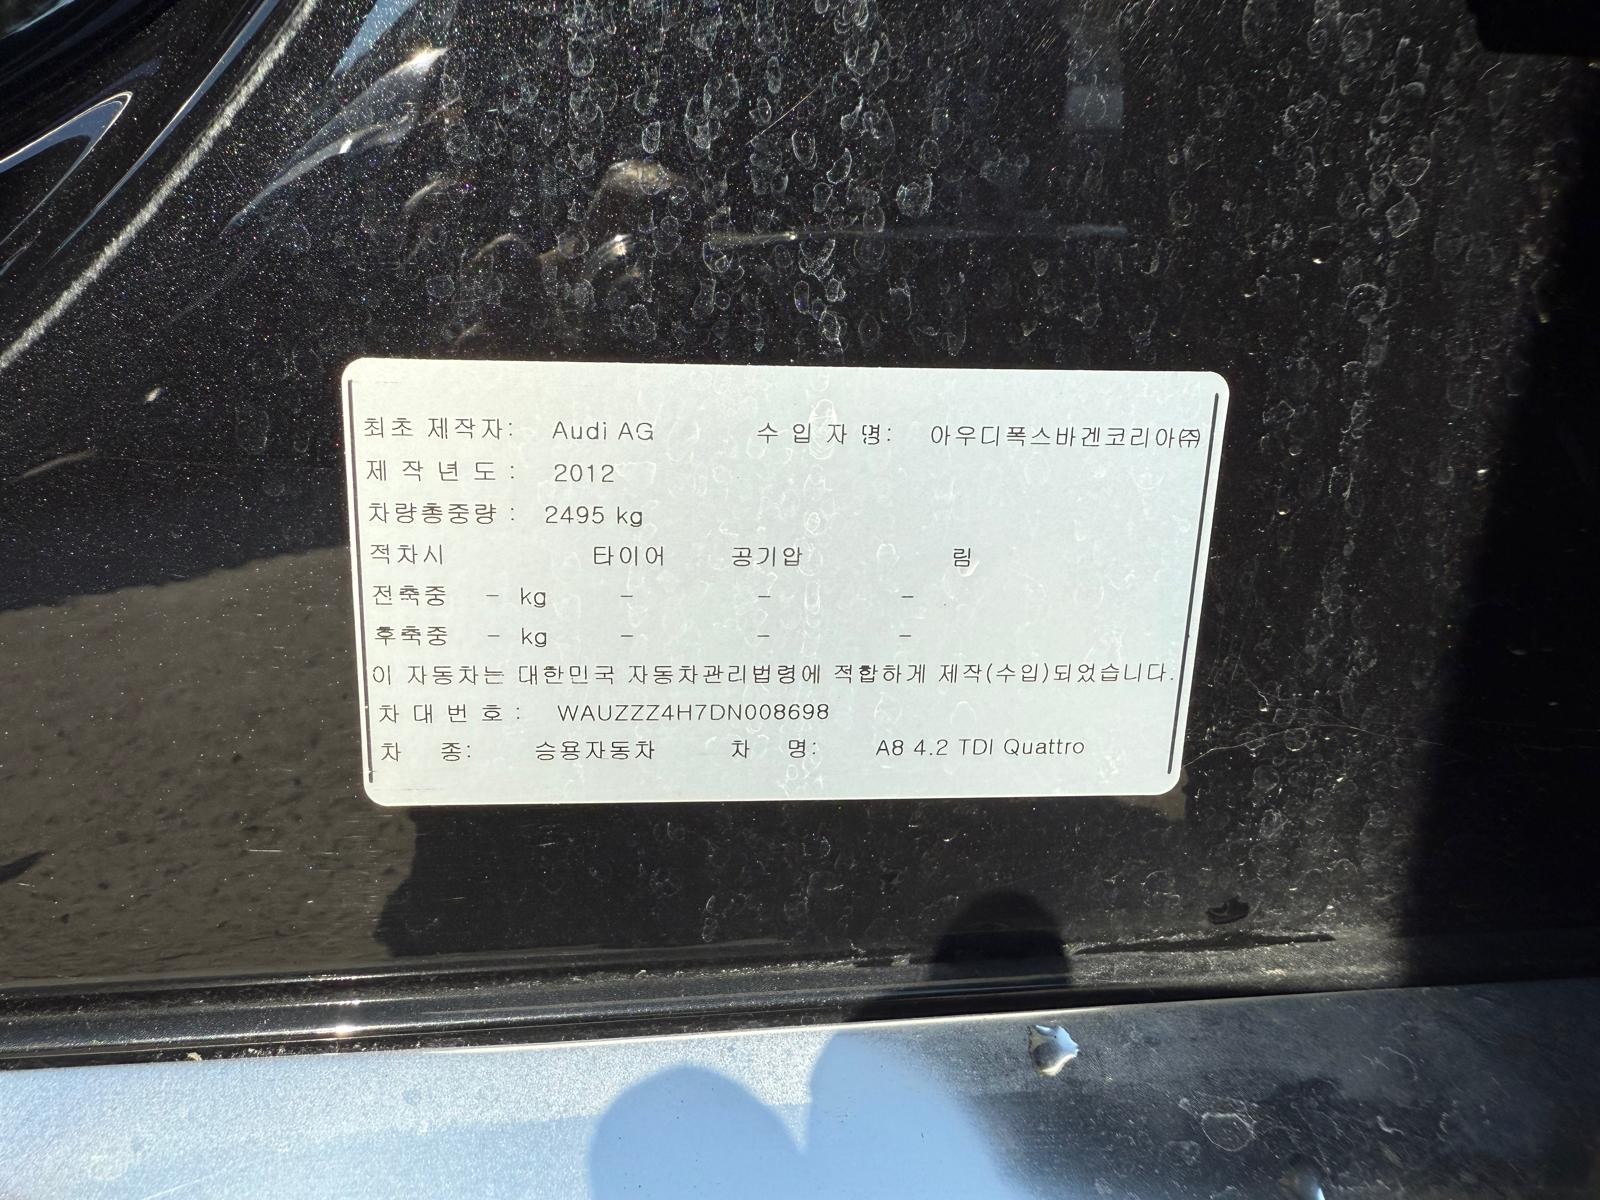 최초 제작자: Audi AG 수 입 자 명: 아우디폭스바겐코리아㈜
제 작 년 도 : 2012
차량총중량 : 2495 kg
적차시 타이어 공기압 림
전축중 - kg - - -
후축중 - kg - - -
이 자동차는 대한민국 자동차관리법령에 적합하게 제작(수입)되었습니다.
차 대 번 호 : WAUZZZ4H7DN008698
차 종: 승용자동차 차 명: A8 4.2 TDI Quattro